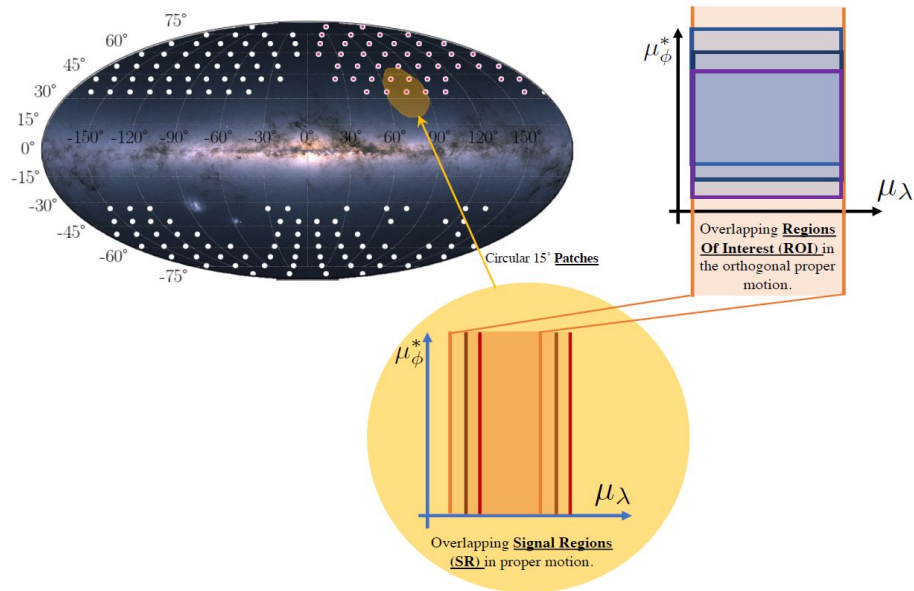 75°
60°
45°
30°
15°
0°
-15°
-30°
-45°
-60°
-75°
-150° -120° -90° -60° -30° 0° 30° 60° 90° 120° 150°
μ*ϕ
μλ
Overlapping Regions
Of Interest (ROI) in
the orthogonal proper
motion.
Circular 15° Patches
μ*ϕ
μλ
Overlapping Signal Regions
(SR) in proper motion.